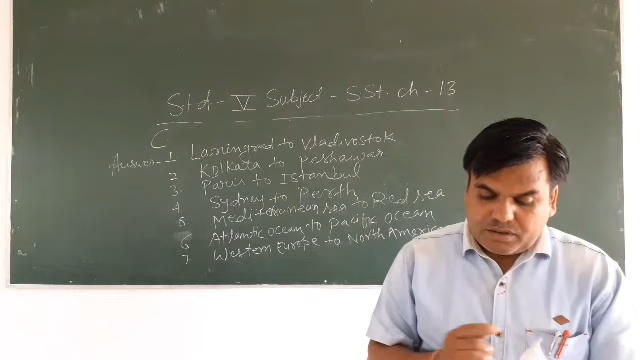 Std - V Subject - SSt. ch - 13
C
Answer - 1 Lanningrad to Vladivostok
2 Kolkata to Peshawar
3. Paris to Istanbul
4 Sydney to Perth
5 Mediterranean sea to Red sea
6 Atlantic ocean to Pacific ocean
7. Western Europe to North America